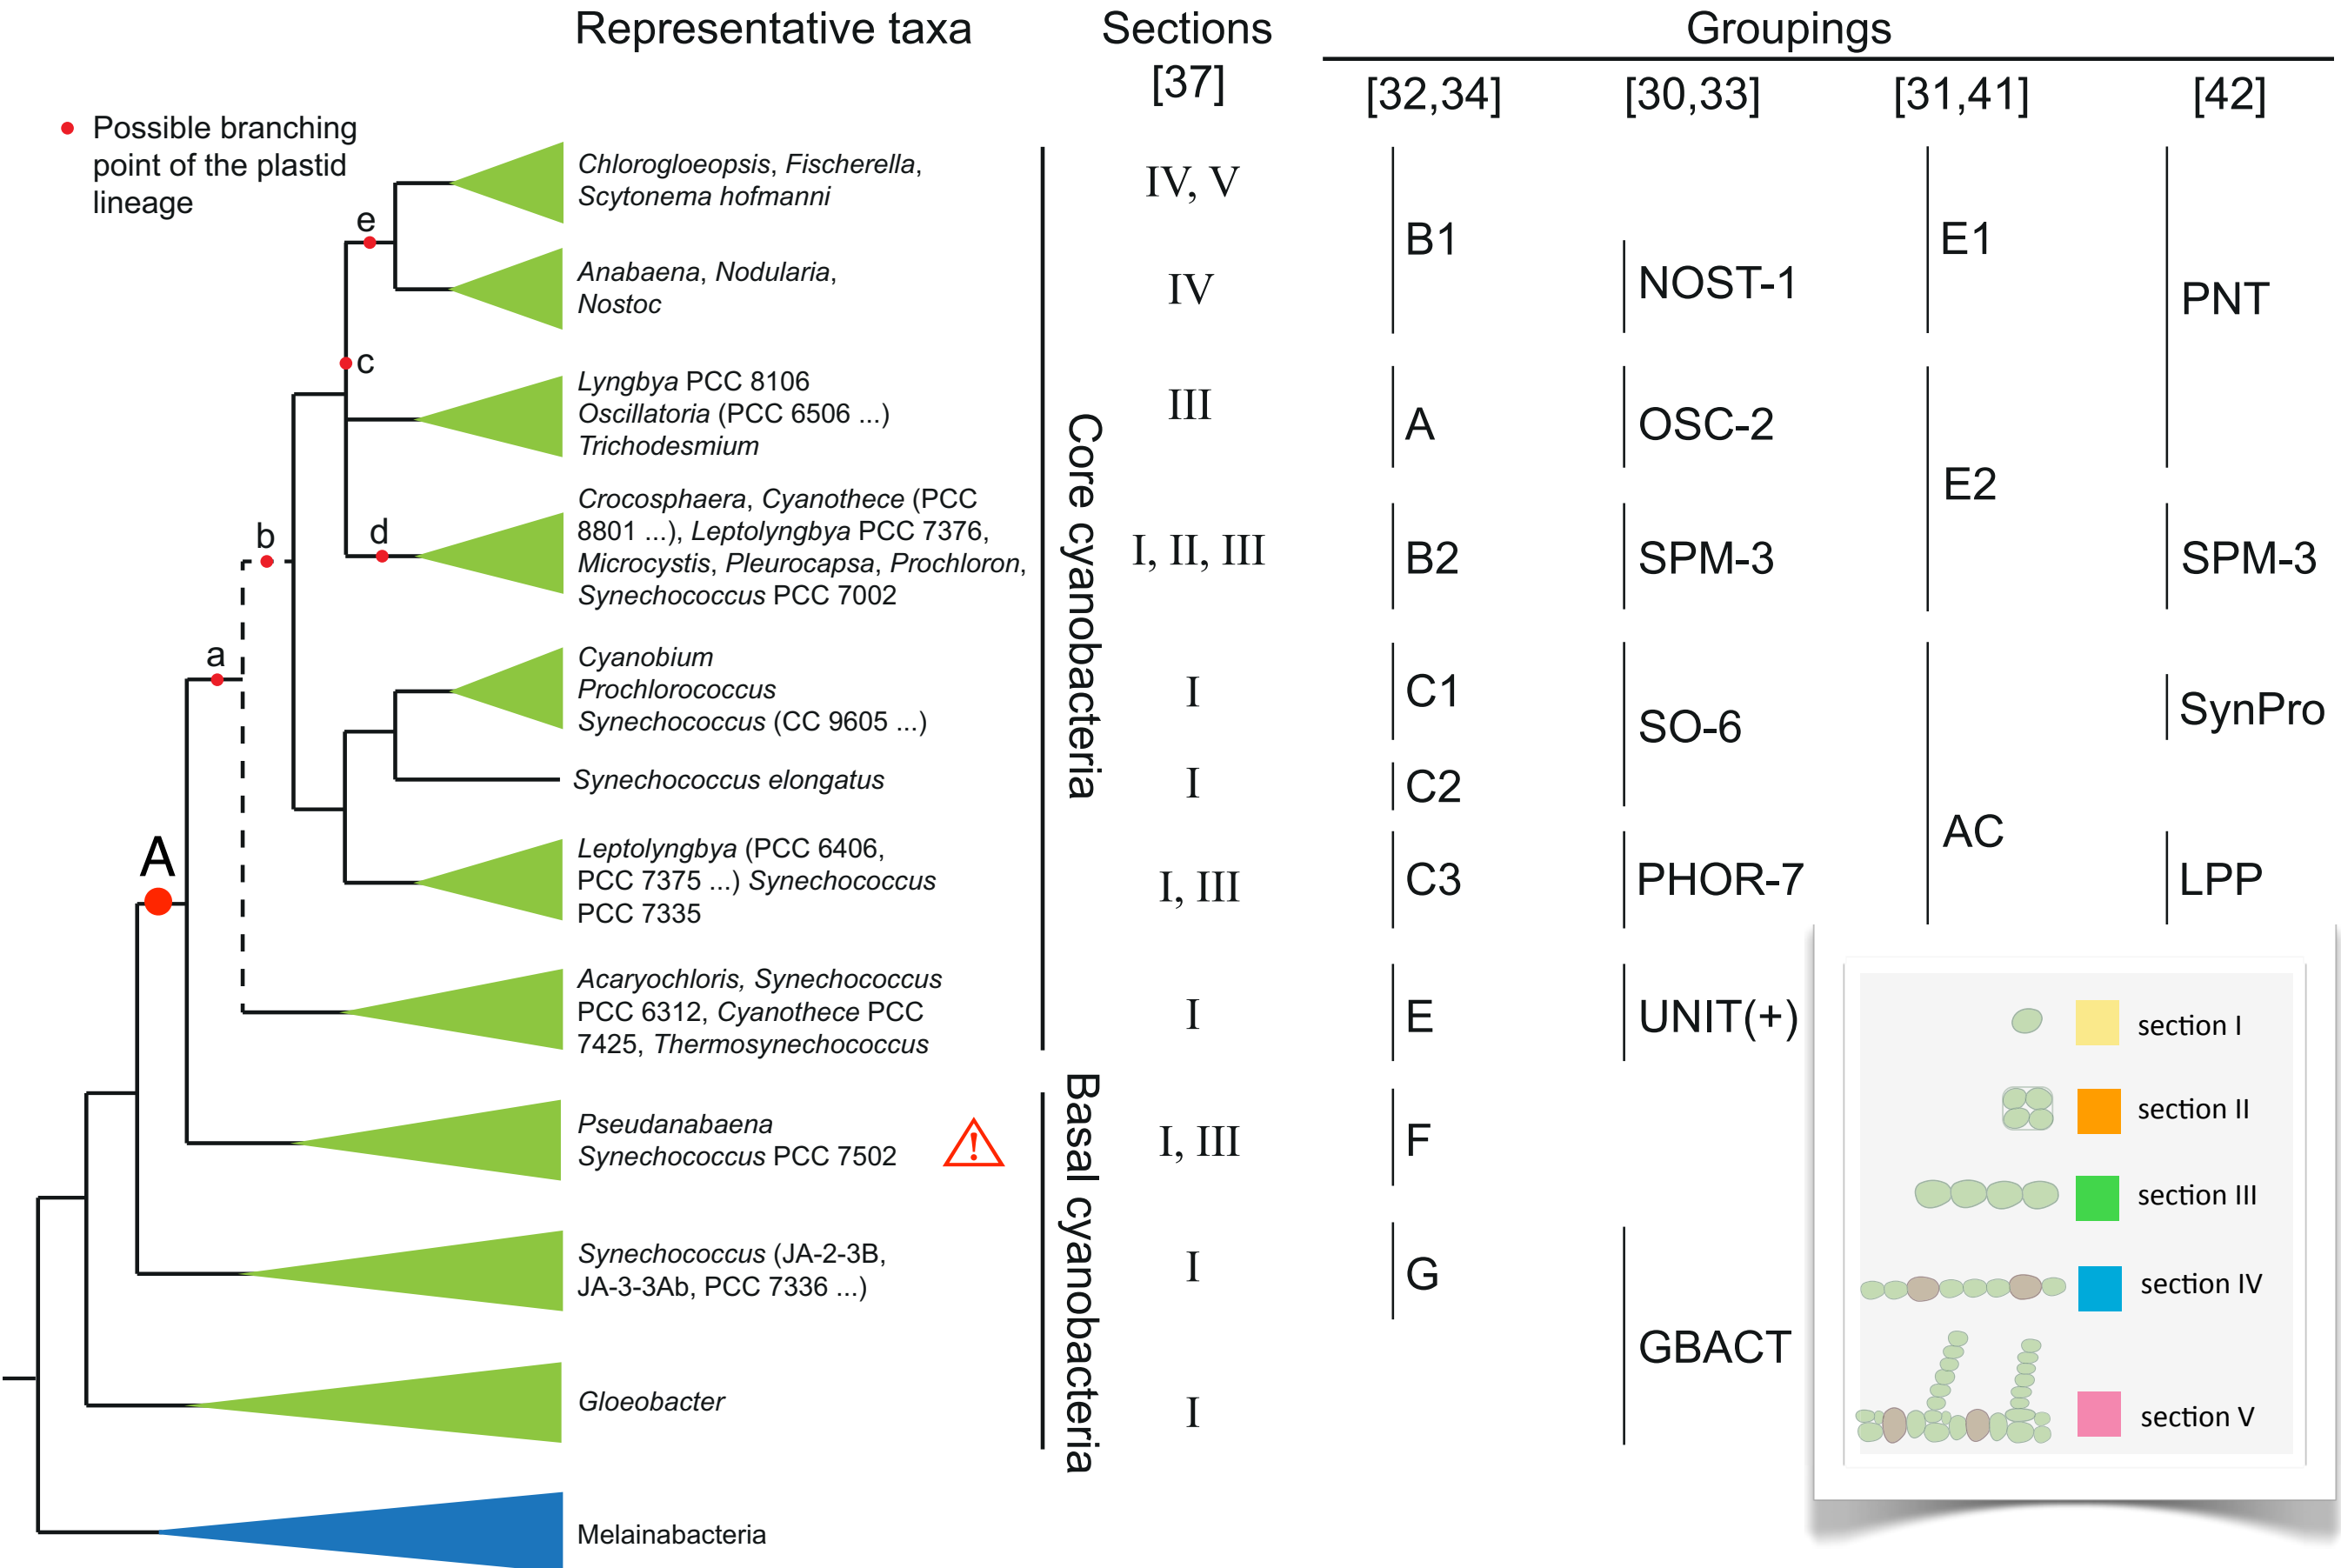 Representative taxa
Sections
[37]
Groupings
[32,34]
[30,33]
[31,41]
[42]
Possible branching
point of the plastid
lineage
Chlorogloeopsis, Fischerella,
Scytonema hofmanni
IV, V
B1
E1
e
Anabaena, Nodularia,
Nostoc
IV
NOST-1
PNT
c
Lyngbya PCC 8106
Oscillatoria (PCC 6506 ...)
Trichodesmium
III
A
OSC-2
E2
Core cyanobacteria
b
d
Crocosphaera, Cyanothece (PCC
8801 ...), Leptolyngbya PCC 7376,
Microcystis, Pleurocapsa, Prochloron,
Synechococcus PCC 7002
I, II, III
B2
SPM-3
SPM-3
a
Cyanobium
Prochlorococcus
Synechococcus (CC 9605 ...)
I
C1
SO-6
SynPro
Synechococcus elongatus
I
C2
AC
A
Leptolyngbya (PCC 6406,
PCC 7375 ...) Synechococcus
PCC 7335
I, III
C3
PHOR-7
LPP
Acaryochloris, Synechococcus
PCC 6312, Cyanothece PCC
7425, Thermosynechococcus
I
E
UNIT(+)
Basal cyanobacteria
Pseudanabaena
Synechococcus PCC 7502
!
I, III
F
Synechococcus (JA-2-3B,
JA-3-3Ab, PCC 7336 ...)
I
G
GBACT
Gloeobacter
I
Melainabacteria
section I
section II
section III
section IV
section V